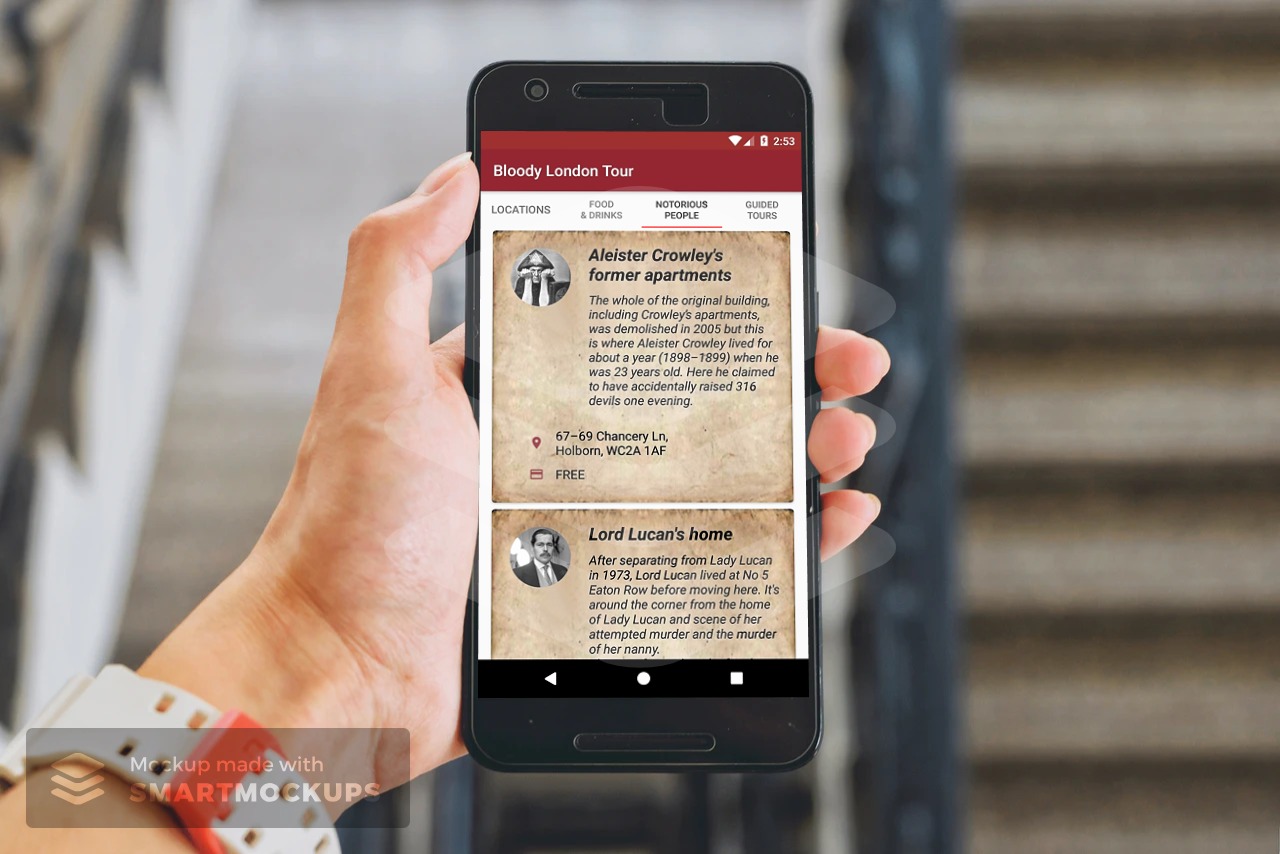 2:53
Bloody London Tour
LOCATIONS
FOOD
& DRINKS
NOTORIOUS
PEOPLE
GUIDED
TOURS
Aleister Crowley's
former apartments
The whole of the original building,
including Crowley's apartments,
was demolished in 2005 but this
is where Aleister Crowley lived for
about a year (1898–1899) when he
was 23 years old. Here he claimed
to have accidentally raised 316
devils one evening.
67–69 Chancery Ln,
Holborn, WC2A 1AF
FREE
Lord Lucan's home
After separating from Lady Lucan
in 1973, Lord Lucan lived at No 5
Eaton Row before moving here. It's
around the corner from the home
of Lady Lucan and scene of her
attempted murder and the murder
of her nanny.
Mockup made with
SMARTMOCKUPS